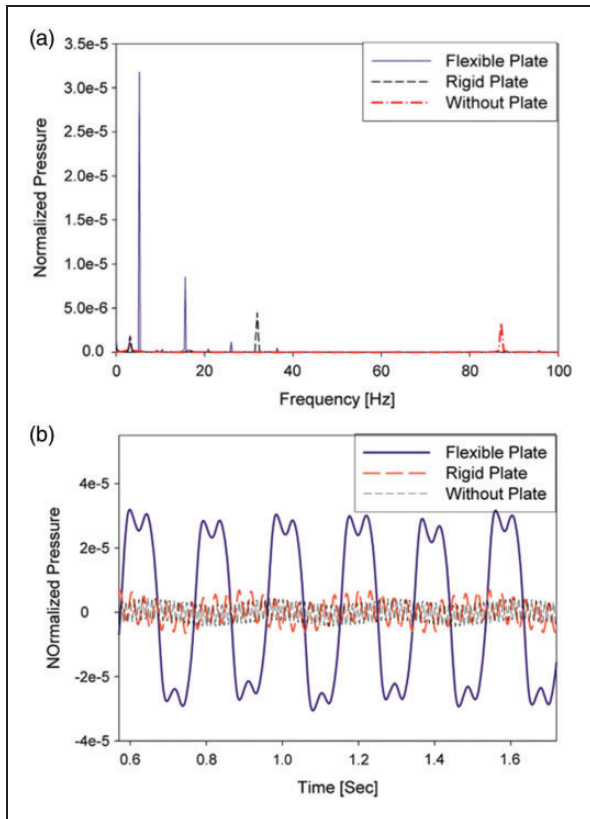 (a)
3.5e-5
3.0e-5
2.5e-5
2.0e-5
1.5e-5
1.0e-5
5.0e-6
0.0
Normalized Pressure
Flexible Plate
Rigid Plate
Without Plate
0 20 40 60 80 100
Frequency [Hz]
(b)
4e-5
2e-5
0
-2e-5
-4e-5
NOrmalized Pressure
Flexible Plate
Rigid Plate
Without Plate
0.6 0.8 1.0 1.2 1.4 1.6
Time [Sec]